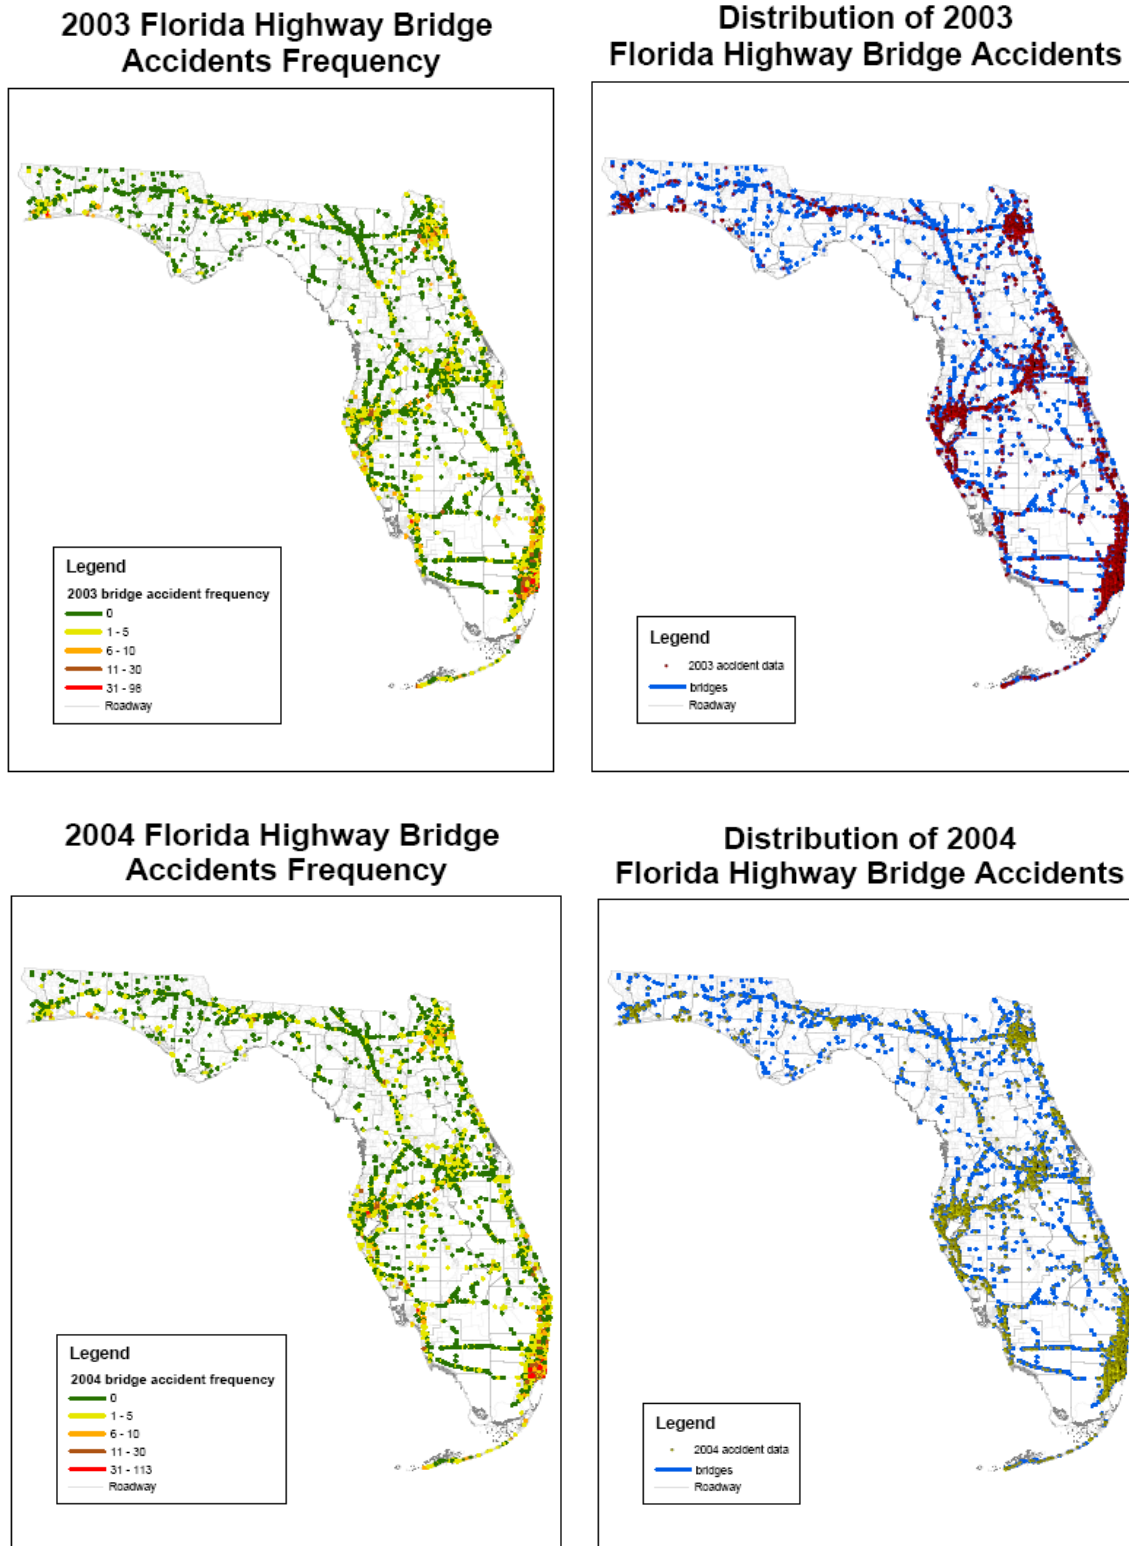 2003 Florida Highway Bridge
Accidents Frequency
Legend
2003 bridge accident frequency
0
1 - 5
6 - 10
11 - 30
31 - 98
Roadway
Distribution of 2003
Florida Highway Bridge Accidents
Legend
2003 accident data
bridges
Roadway
2004 Florida Highway Bridge
Accidents Frequency
Legend
2004 bridge accident frequency
0
1 - 5
6 - 10
11 - 30
31 - 113
Roadway
Distribution of 2004
Florida Highway Bridge Accidents
Legend
2004 accident data
bridges
Roadway